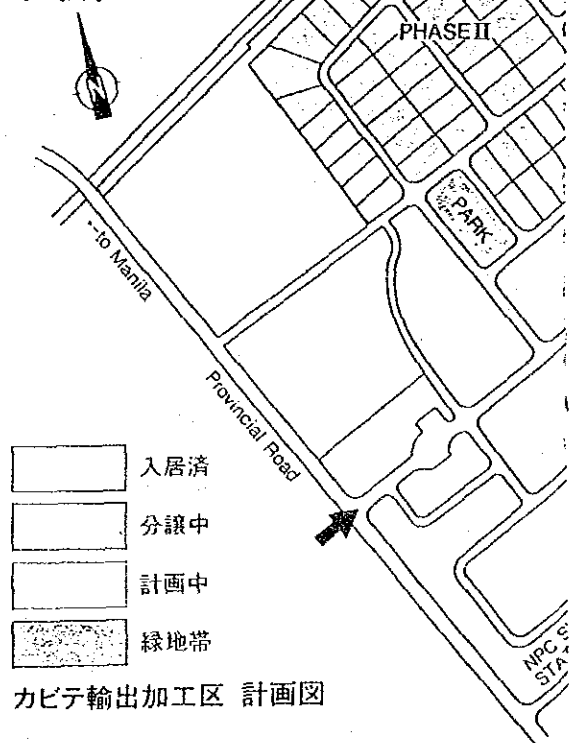 PHASE II
N
PARK
to Manila
Provincial Road
入居済
分譲中
計画中
緑地帯
NPC
カビテ輸出加工区 計画図